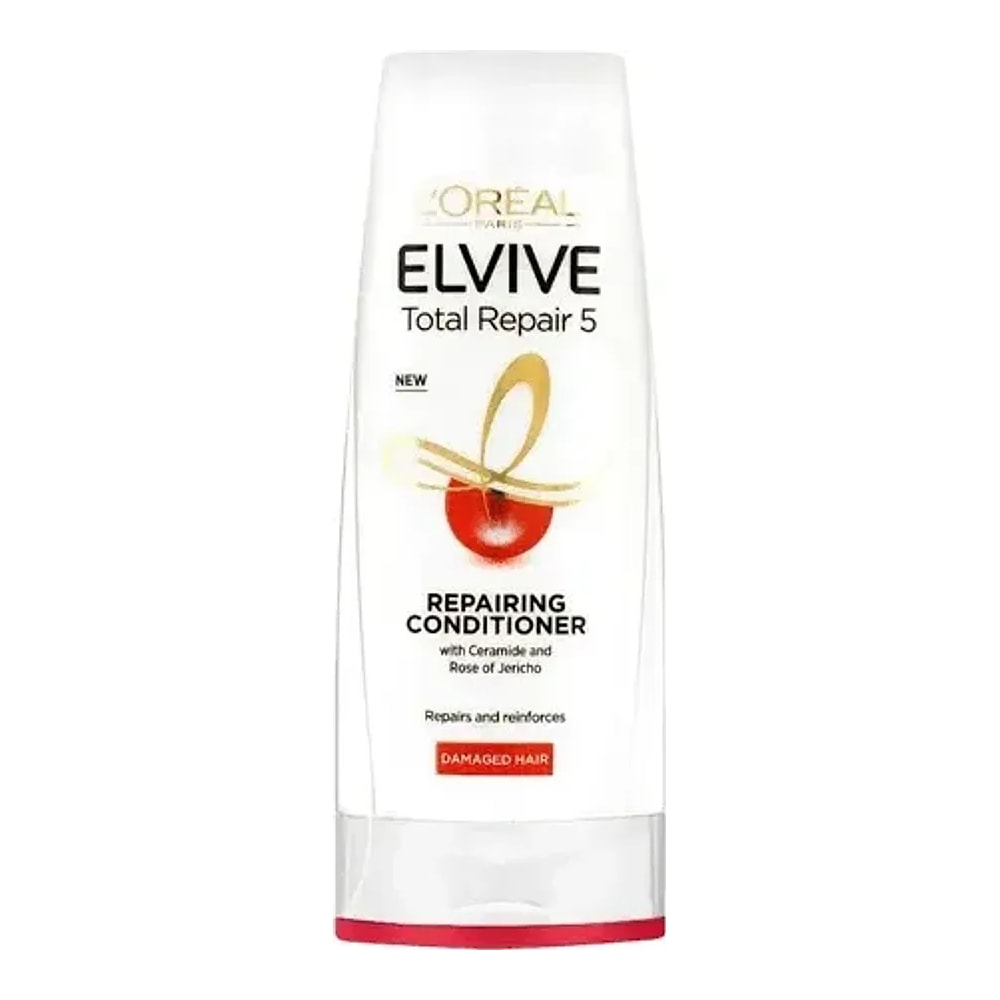 L'ORÉAL
PARIS
ELVIVE
Total Repair 5
NEW
REPAIRING
CONDITIONER
with Ceramide and
Rose of Jericho
Repairs and reinforces
DAMAGED HAIR